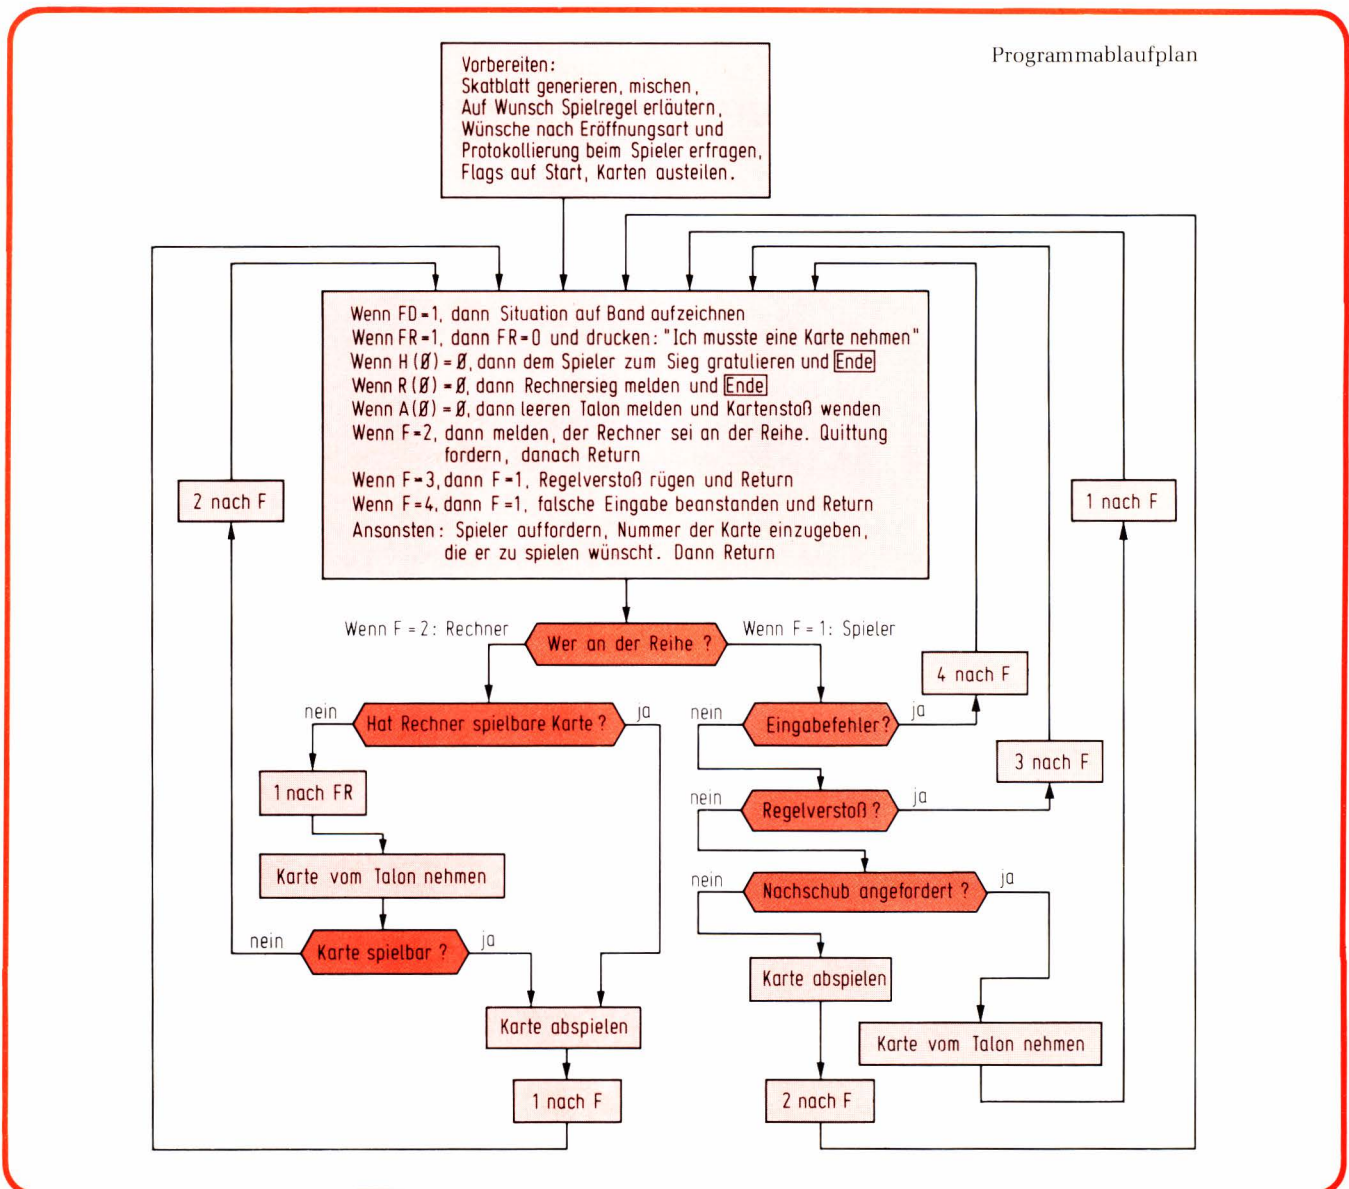 Programmablaufplan
Vorbereiten:
Skatblatt generieren, mischen,
Auf Wunsch Spielregel erläutern,
Wünsche nach Eröffnungsart und
Protokollierung beim Spieler erfragen,
Flags auf Start, Karten austeilen.
Wenn FD=1, dann Situation auf Band aufzeichnen
Wenn FR=1, dann FR=0 und drucken: "Ich musste eine Karte nehmen"
Wenn H(Ø)=Ø, dann dem Spieler zum Sieg gratulieren und Ende
Wenn R(Ø)=Ø, dann Rechnersieg melden und Ende
Wenn A(Ø)=Ø, dann leeren Talon melden und Kartenstoß wenden
Wenn F=2, dann melden, der Rechner sei an der Reihe. Quittung
fordern, danach Return
Wenn F=3, dann F=1, Regelverstoß rügen und Return
Wenn F=4, dann F=1, falsche Eingabe beanstanden und Return
Ansonsten: Spieler auffordern, Nummer der Karte einzugeben,
die er zu spielen wünscht. Dann Return
2 nach F
1 nach F
Wenn F=2: Rechner
Wer an der Reihe ?
Wenn F=1: Spieler
4 nach F
nein
Hat Rechner spielbare Karte ?
ja
nein
Eingabefehler?
ja
3 nach F
1 nach FR
nein
Regelverstoß ?
ja
Karte vom Talon nehmen
nein
Nachschub angefordert ?
ja
nein
Karte spielbar ?
ja
Karte abspielen
Karte abspielen
Karte vom Talon nehmen
1 nach F
2 nach F